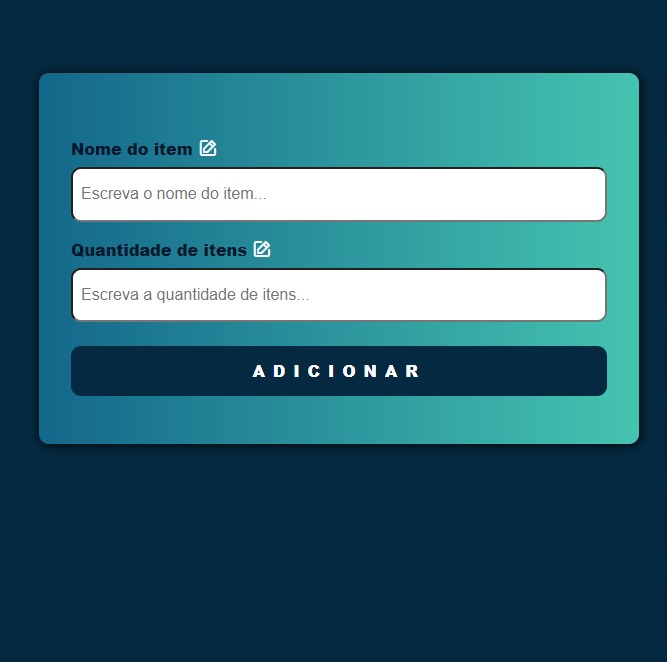 Nome do item
Escreva o nome do item...
Quantidade de itens
Escreva a quantidade de itens...
ADICIONAR